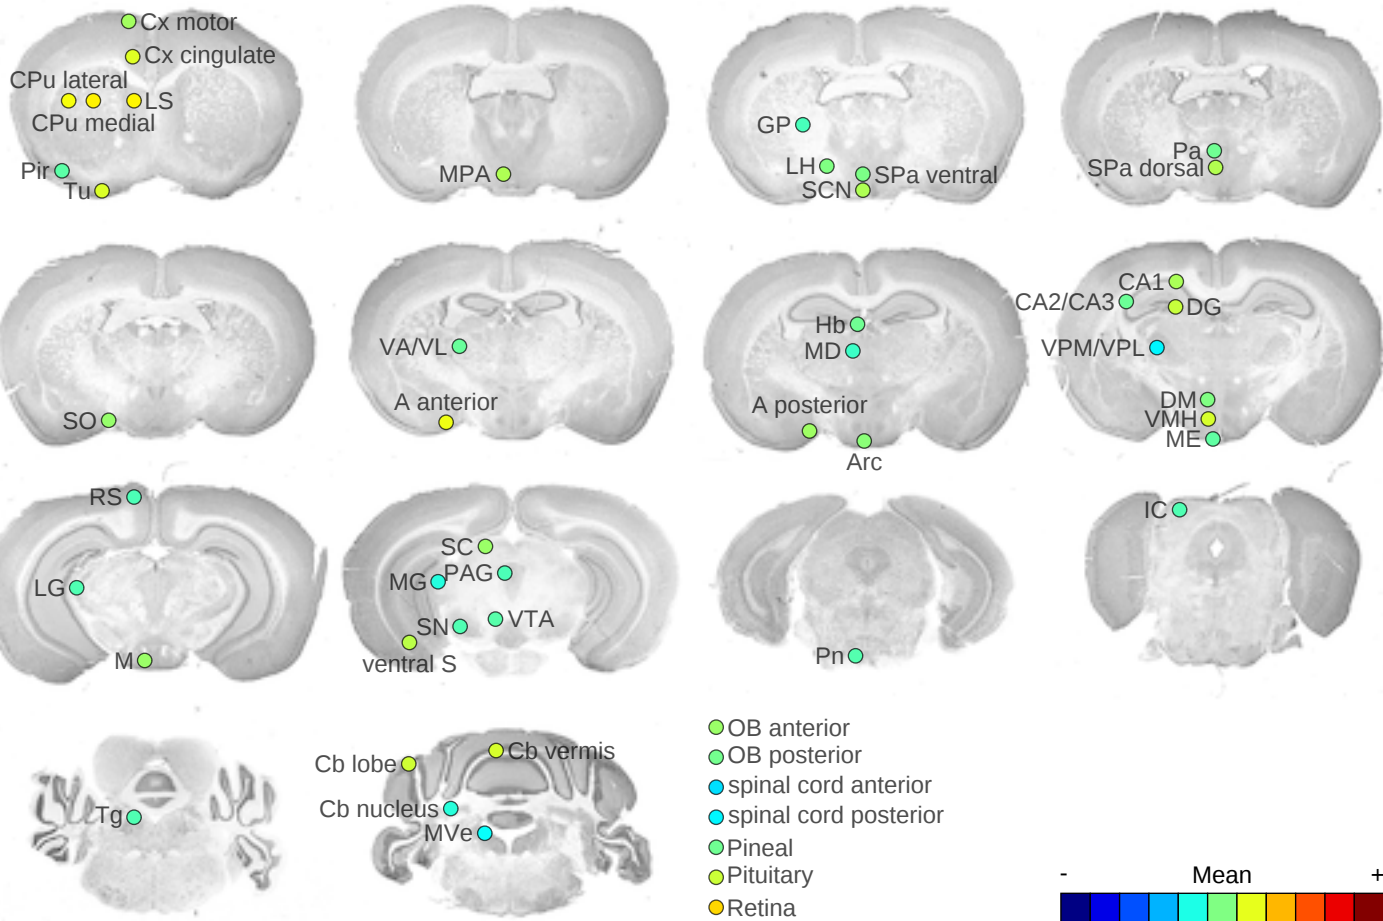 Cx motor
Cx cingulate
CPu lateral
LS
CPu medial
Pir
Tu
MPA
GP
LH
SPa ventral
SCN
Pa
SPa dorsal
SO
VA/VL
A anterior
Hb
MD
A posterior
Arc
CA1
CA2/CA3
DG
VPM/VPL
DM
VMH
ME
RS
LG
M
SC
MG
PAG
SN
VTA
ventral S
Pn
IC
Tg
Cb lobe
Cb vermis
Cb nucleus
MVe
OB anterior
OB posterior
spinal cord anterior
spinal cord posterior
Pineal
Pituitary
Retina
- Mean +